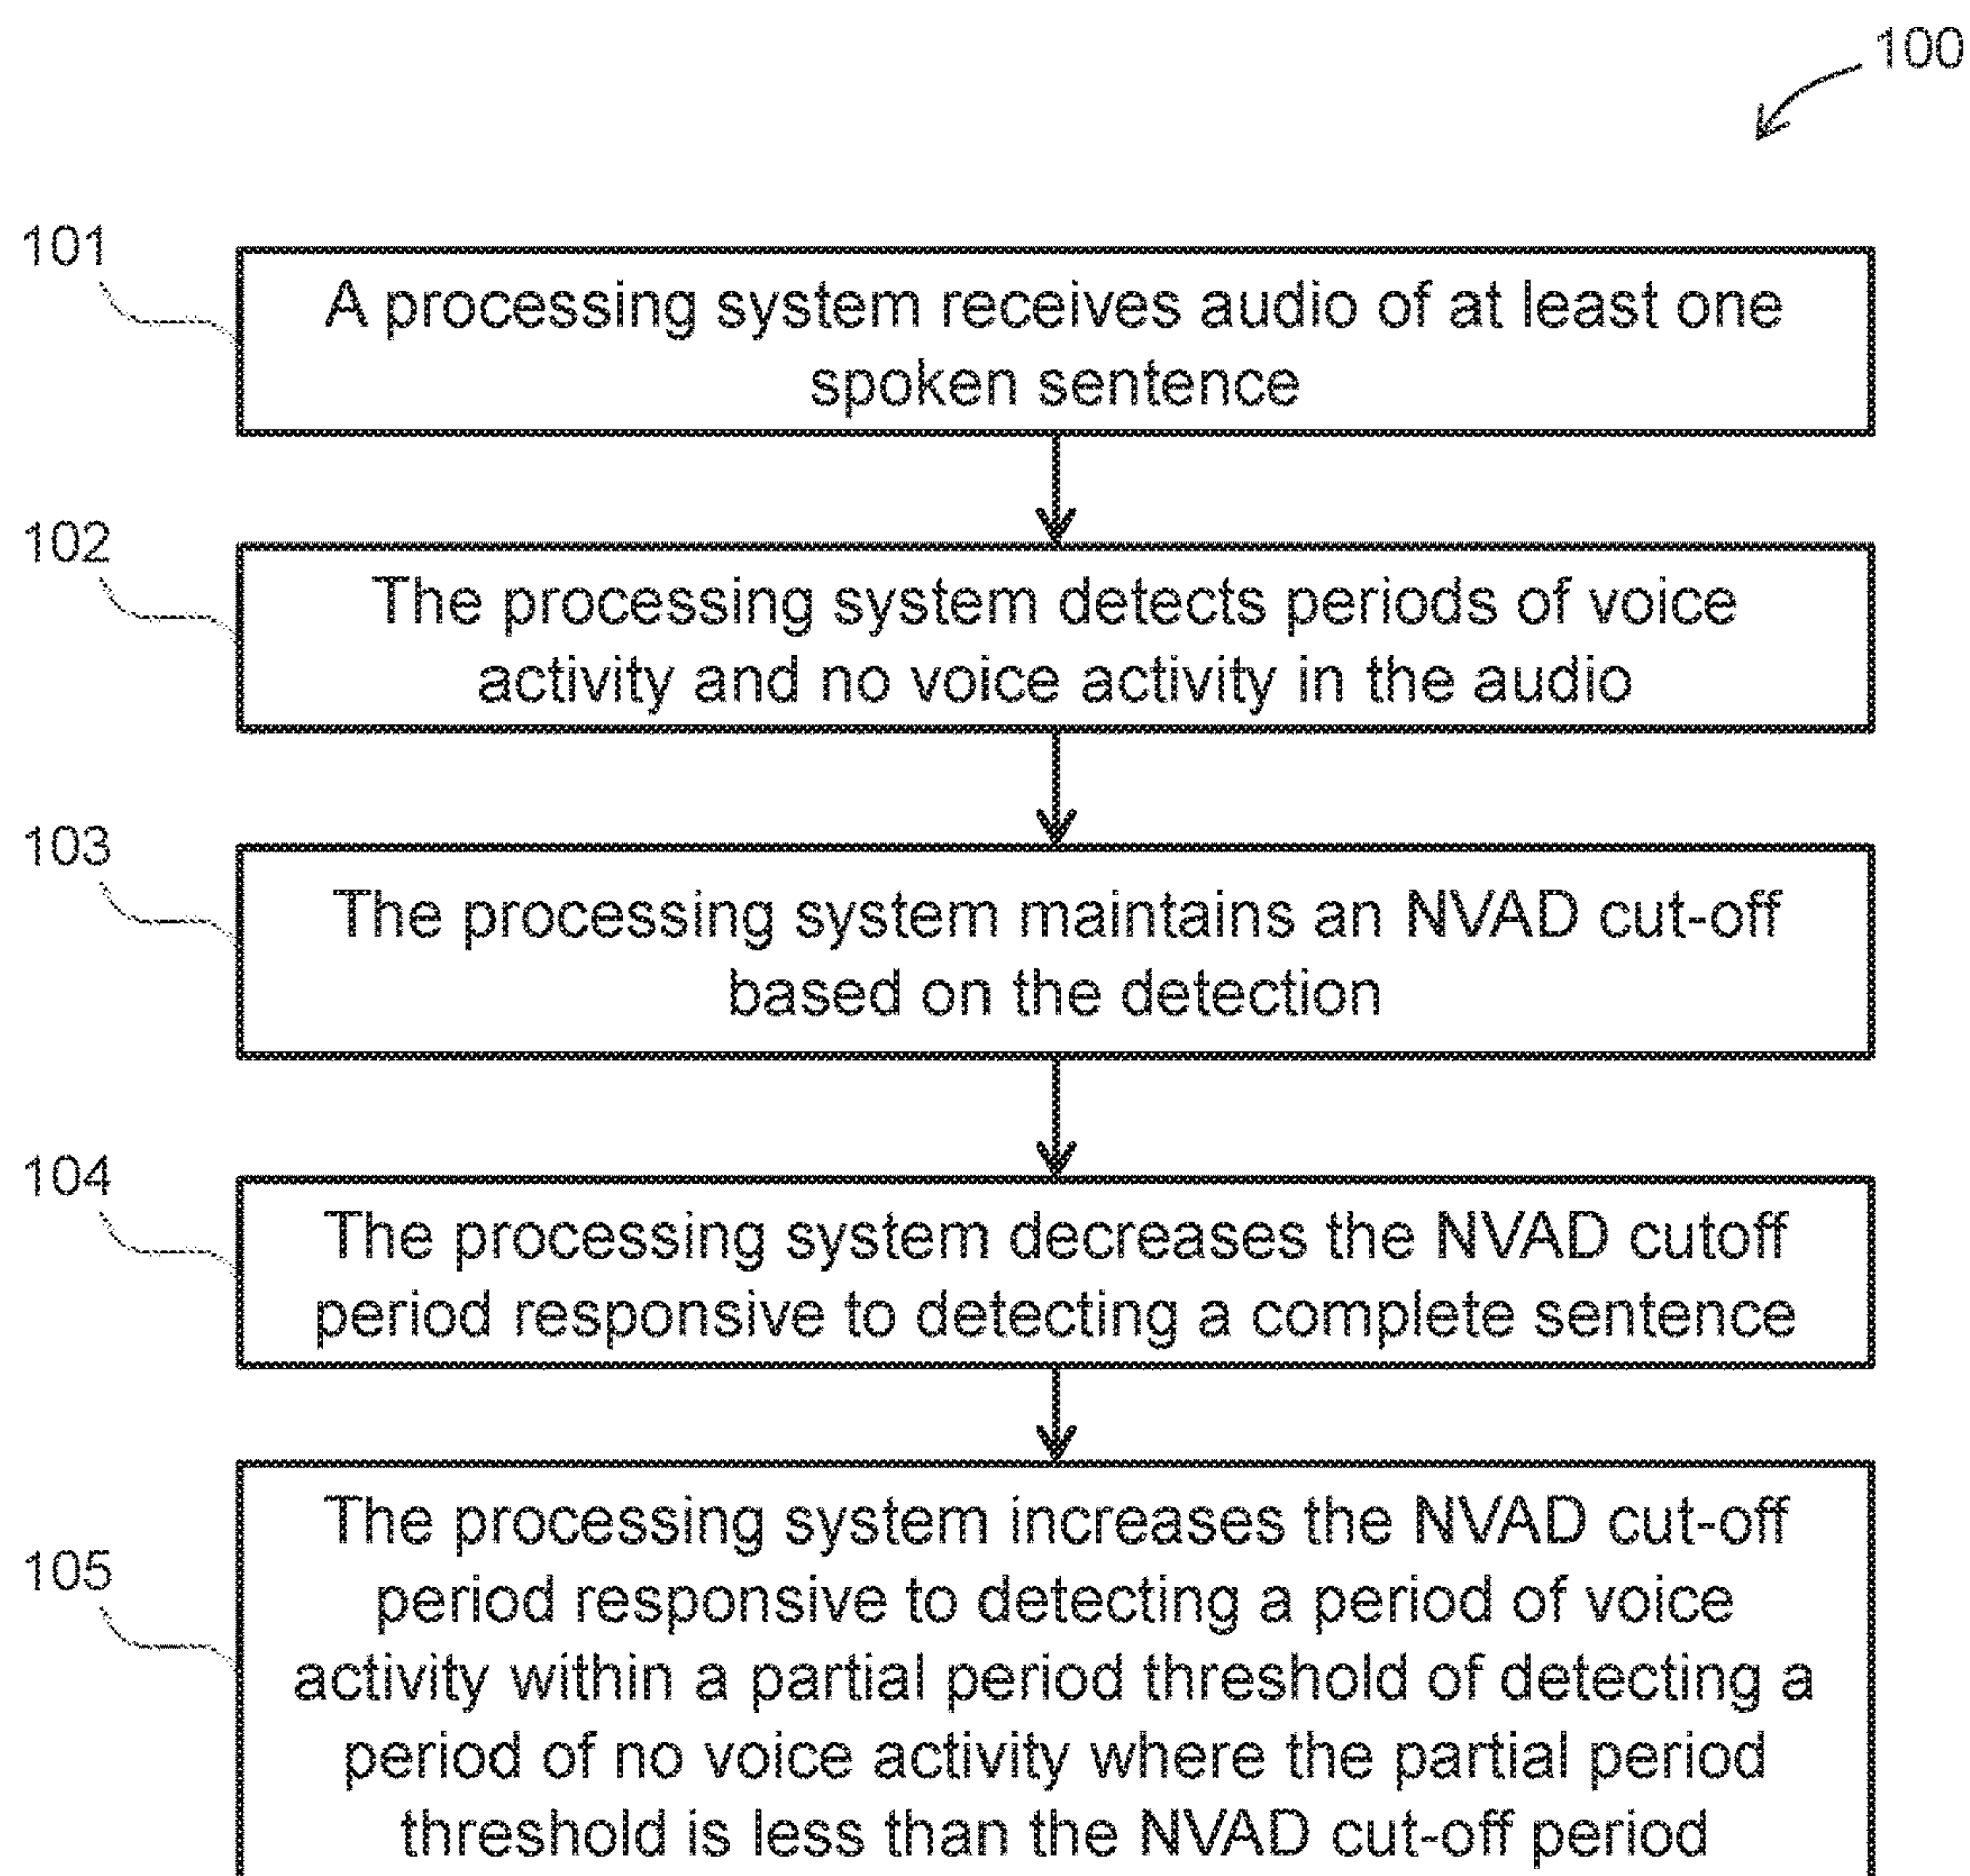 100
101
A processing system receives audio of at least one
spoken sentence
102
The processing system detects periods of voice
activity and no voice activity in the audio
103
The processing system maintains an NVAD cut-off
based on the detection
104
The processing system decreases the NVAD cutoff
period responsive to detecting a complete sentence
105
The processing system increases the NVAD cut-off
period responsive to detecting a period of voice
activity within a partial period threshold of detecting a
period of no voice activity where the partial period
threshold is less than the NVAD cut-off period